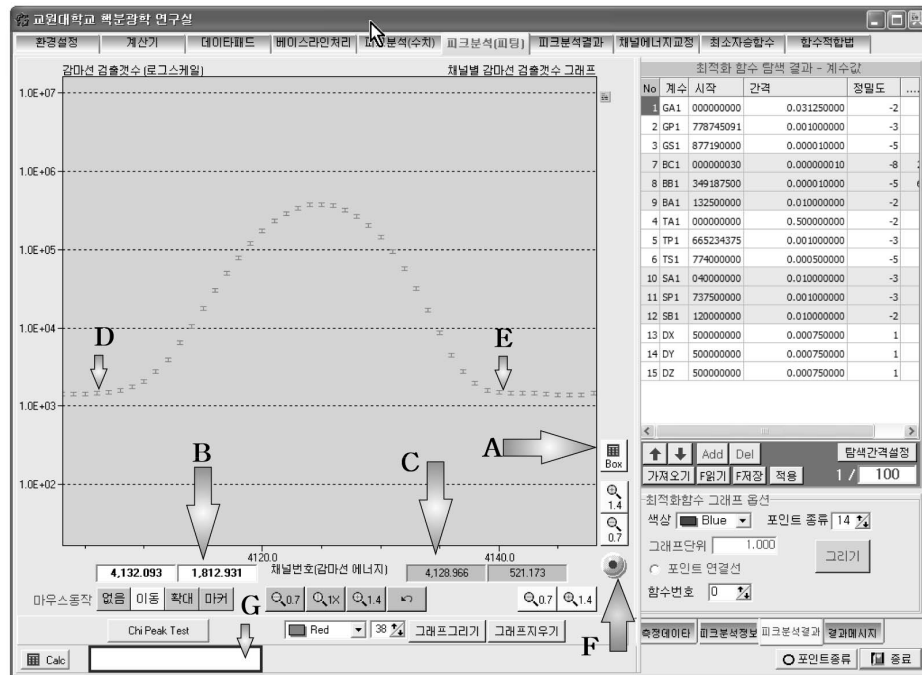 교원대학교 핵분광학 연구실
환경설정 계산기 데이타패드 베이스라인처리 피크분석(수치) 피크분석(피팅) 피크분석결과 채널에너지교정 최소자승함수 함수적합법
감마선 검출갯수 (로그스케일) 채널별 감마선 검출갯수 그래프
1.0E+07
1.0E+06
1.0E+05
1.0E+04
1.0E+03
1.0E+02
D
E
A
B
C
4120.0 4140.0
4,132.093 1,812.931 채널번호(감마선 에너지) 4,128.966 521.173
마우스동작 없음 이동 확대 마커 G 0.7 1X 1.4 0.7 1.4
Chi Peak Test Red 38 그래프그리기 그래프지우기 F
Calc
Box
1.4
0.7
최적화 함수 탐색 결과 - 계수값
No 계수 시작 간격 정밀도 ....
1 GA1 000000000 0.031250000 -2
2 GP1 778745091 0.001000000 -3
3 GS1 877190000 0.000010000 -5
7 BC1 000000030 0.000000010 -8
8 BB1 349187500 0.000010000 -5
9 BA1 132500000 0.010000000 -2
4 TA1 000000000 0.500000000 -2
5 TP1 665234375 0.001000000 -3
6 TS1 774000000 0.000500000 -5
10 SA1 040000000 0.010000000 -3
11 SP1 737500000 0.001000000 -3
12 SB1 120000000 0.010000000 -2
13 DX 500000000 0.000750000 1
14 DY 500000000 0.000750000 1
15 DZ 500000000 0.000750000 1
Add Del 탐색간격설정
가져오기 F읽기 F저장 적용 1 / 100
최적화함수 그래프 옵션
색상 Blue 포인트 종류 14
그래프단위 1.000
그리기
포인트 연결선
함수번호 0
측정데이타 피크분석정보 피크분석결과 결과메시지
포인트종류 종료